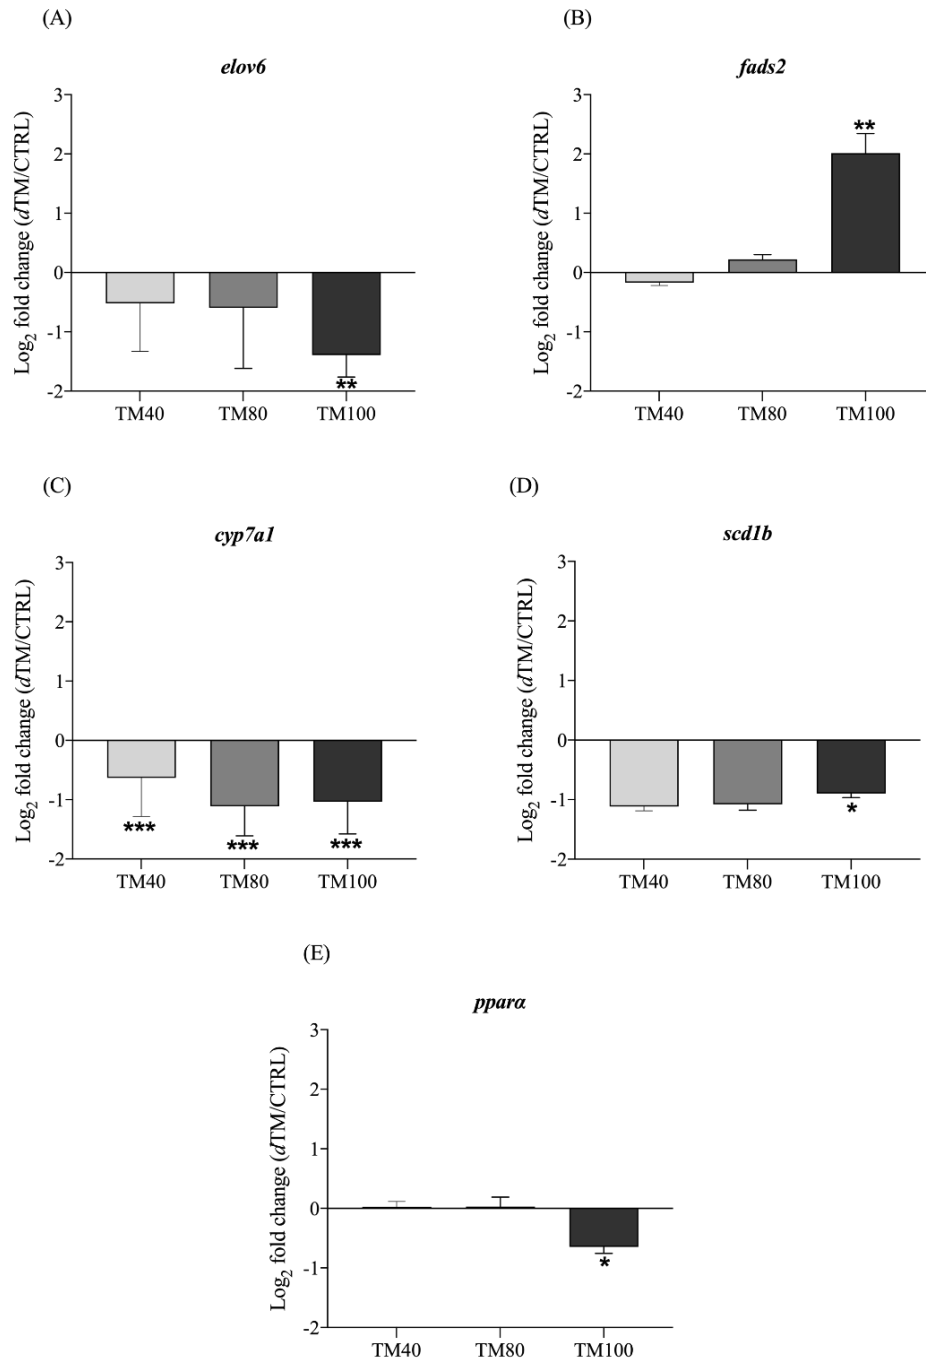 (A)
elov6
Log2 fold change (dTM/CTRL)
3
2
1
0
-1
-2
**
TM40 TM80 TM100
(B)
fads2
Log2 fold change (dTM/CTRL)
3
2
1
0
-1
-2
**
TM40 TM80 TM100
(C)
cyp7a1
Log2 fold change (dTM/CTRL)
3
2
1
0
-1
-2
*** *** ***
TM40 TM80 TM100
(D)
scd1b
Log2 fold change (dTM/CTRL)
3
2
1
0
-1
-2
*
TM40 TM80 TM100
(E)
pparα
Log2 fold change (dTM/CTRL)
3
2
1
0
-1
-2
*
TM40 TM80 TM100